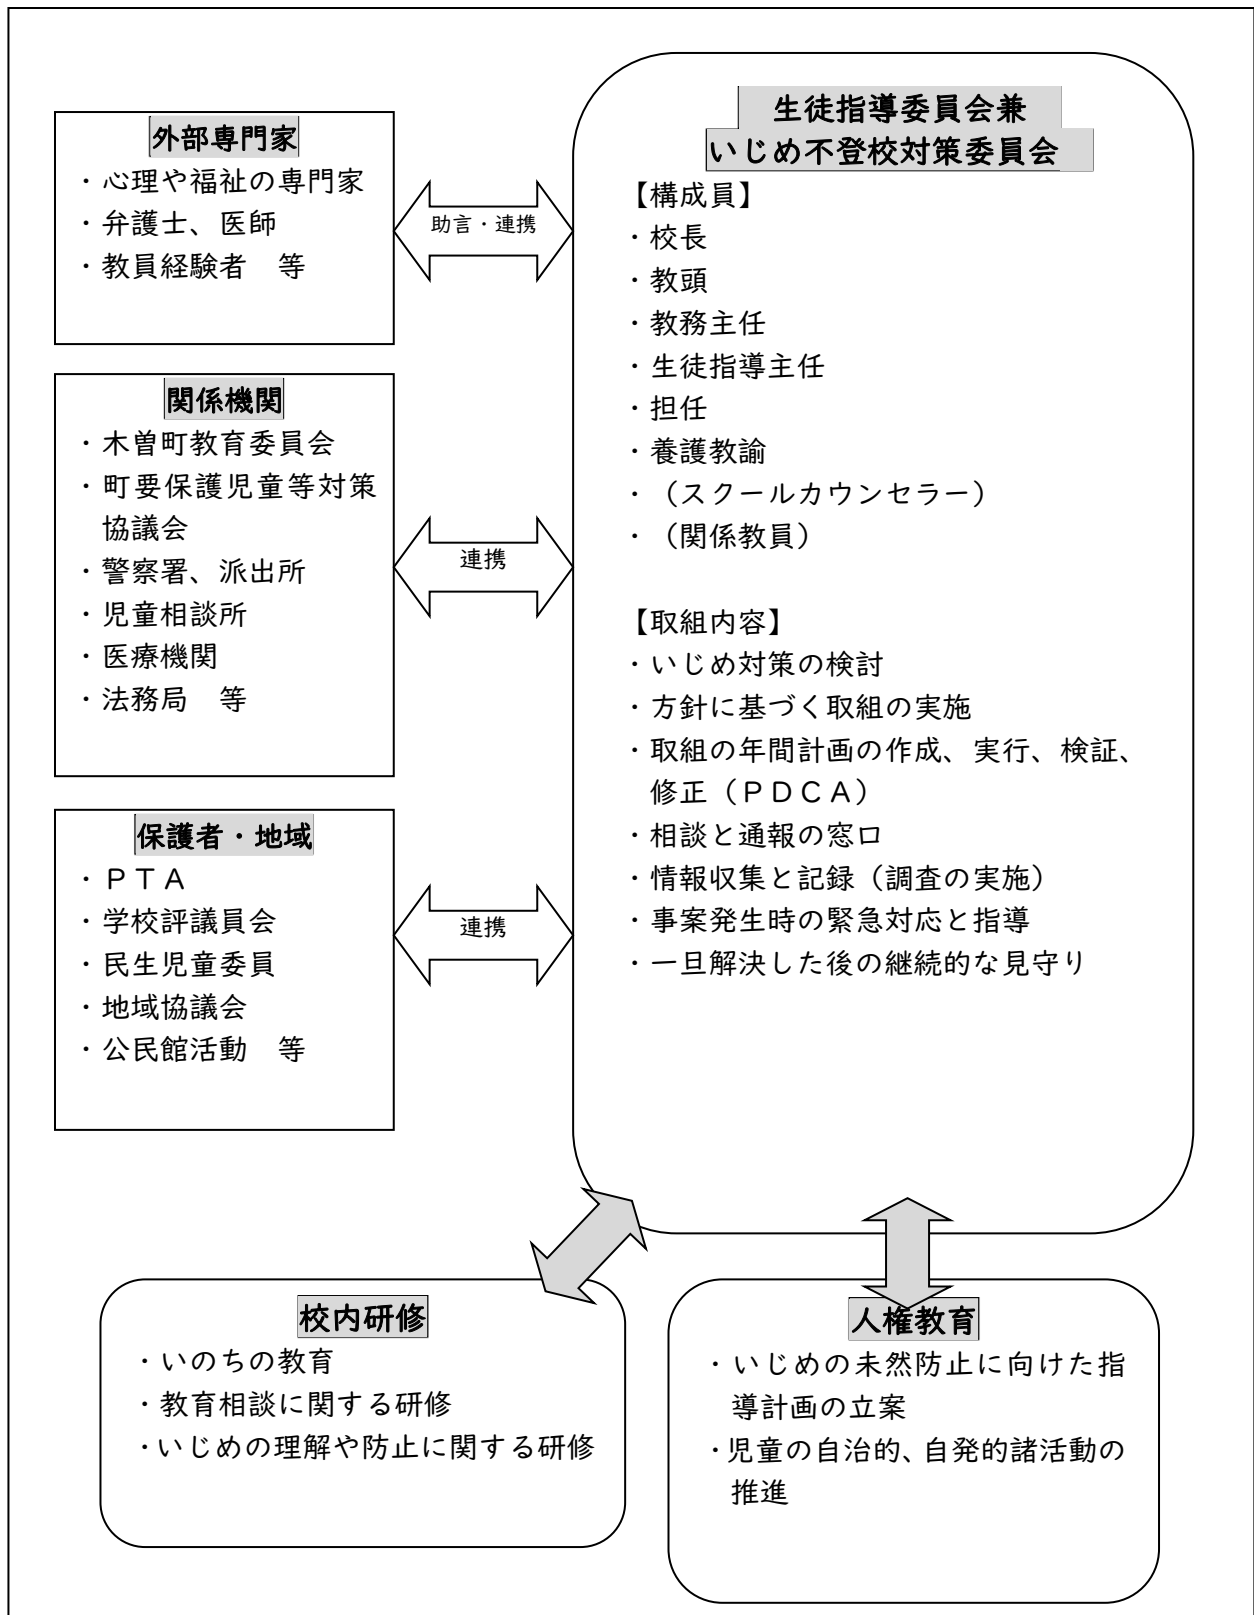 外部専門家
・心理や福祉の専門家
・弁護士、医師
・教員経験者　等
助言・連携
関係機関
・木曽町教育委員会
・町要保護児童等対策
協議会
・警察署、派出所
・児童相談所
・医療機関
・法務局　等
連携
保護者・地域
・ＰＴＡ
・学校評議員会
・民生児童委員
・地域協議会
・公民館活動　等
連携
生徒指導委員会兼
いじめ不登校対策委員会
【構成員】
・校長
・教頭
・教務主任
・生徒指導主任
・担任
・養護教諭
・（スクールカウンセラー）
・（関係教員）
【取組内容】
・いじめ対策の検討
・方針に基づく取組の実施
・取組の年間計画の作成、実行、検証、
修正（ＰＤＣＡ）
・相談と通報の窓口
・情報収集と記録（調査の実施）
・事案発生時の緊急対応と指導
・一旦解決した後の継続的な見守り
校内研修
・いのちの教育
・教育相談に関する研修
・いじめの理解や防止に関する研修
人権教育
・いじめの未然防止に向けた指
導計画の立案
・児童の自治的、自発的諸活動の
推進